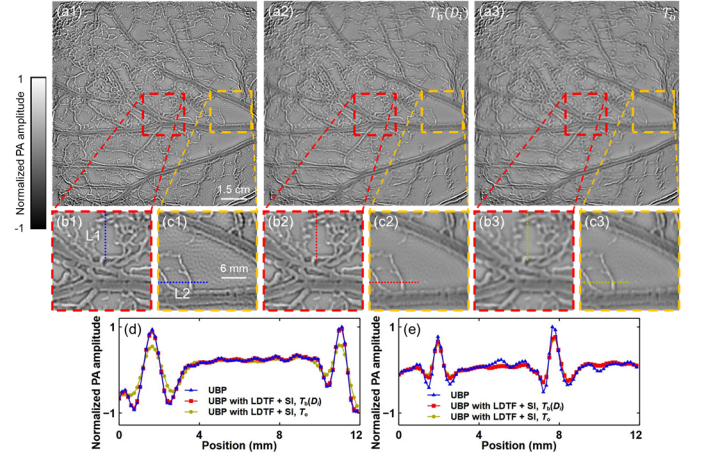 (a1)
(a2)
T_b(D_i)
(a3)
T_o
1
Normalized PA amplitude
-1
1.5 cm
(b1)
L1
(c1)
6 mm
L2
(b2)
(c2)
(b3)
(c3)
(d)
Normalized PA amplitude
1
−1
UBP
UBP with LDTF + SI, T_b(D_i)
UBP with LDTF + SI, T_o
0 4 8 12
Position (mm)
(e)
Normalized PA amplitude
1
−1
UBP
UBP with LDTF + SI, T_b(D_i)
UBP with LDTF + SI, T_o
0 4 8 12
Position (mm)